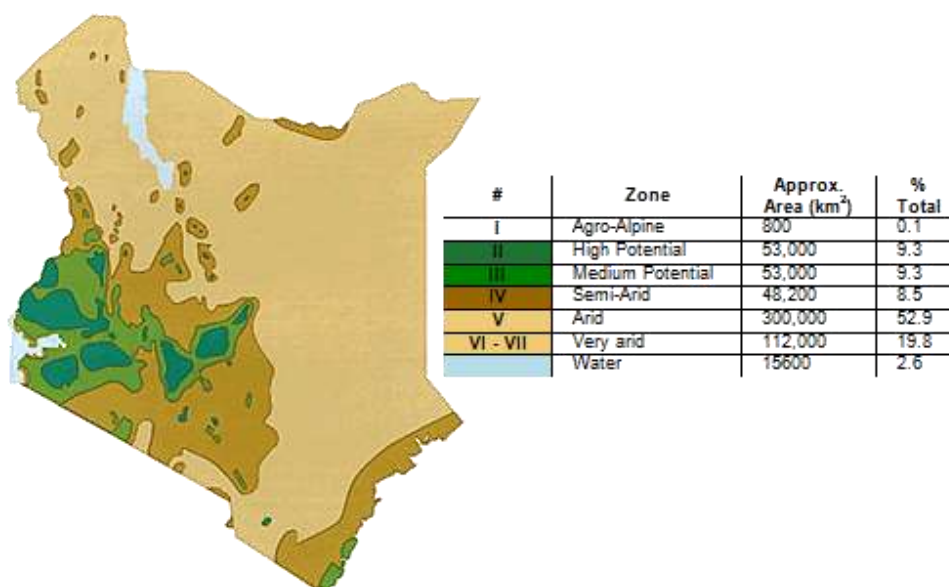 # Zone Approx. Area (km²) % Total
I Agro-Alpine 800 0.1
II High Potential 53,000 9.3
III Medium Potential 53,000 9.3
IV Semi-Arid 48,200 8.5
V Arid 300,000 52.9
VI - VII Very arid 112,000 19.8
Water 15600 2.6